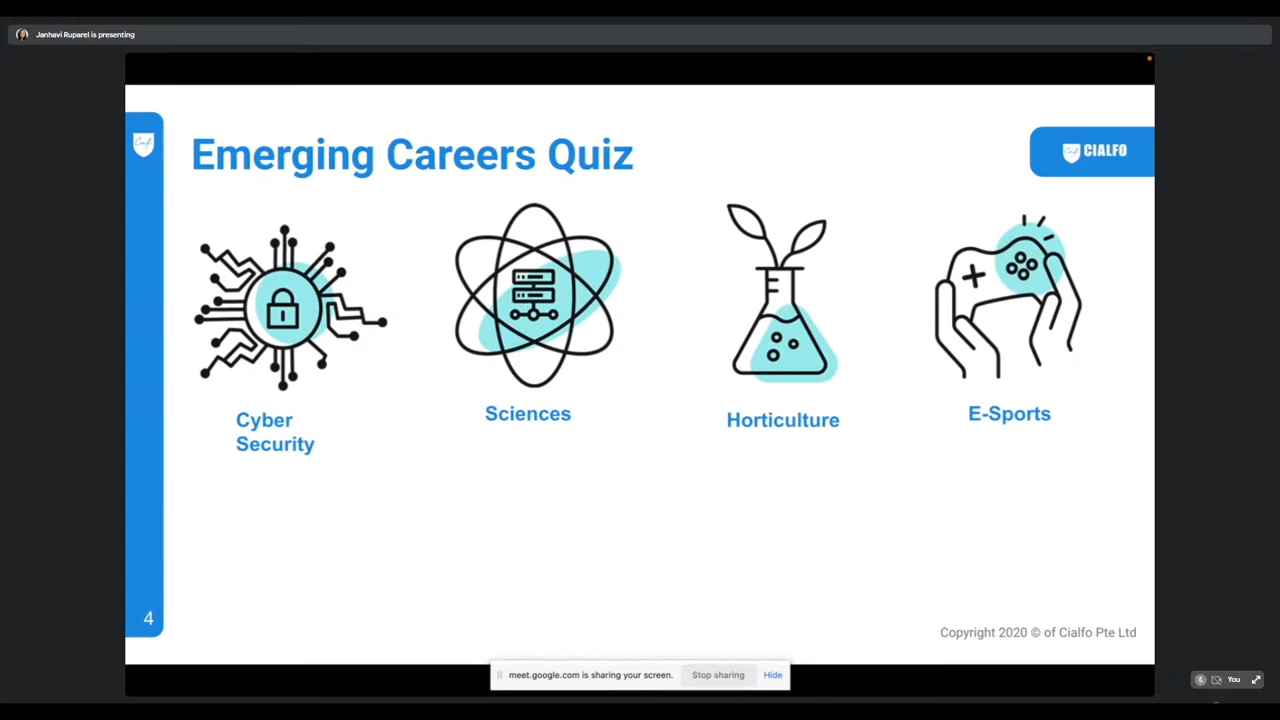 Janhavi Ruparel is presenting
Emerging Careers Quiz
CIALFO
Cyber
Security
Sciences
Horticulture
E-Sports
4
Copyright 2020 © of Cialfo Pte Ltd
meet.google.com is sharing your screen.
Stop sharing
Hide
You